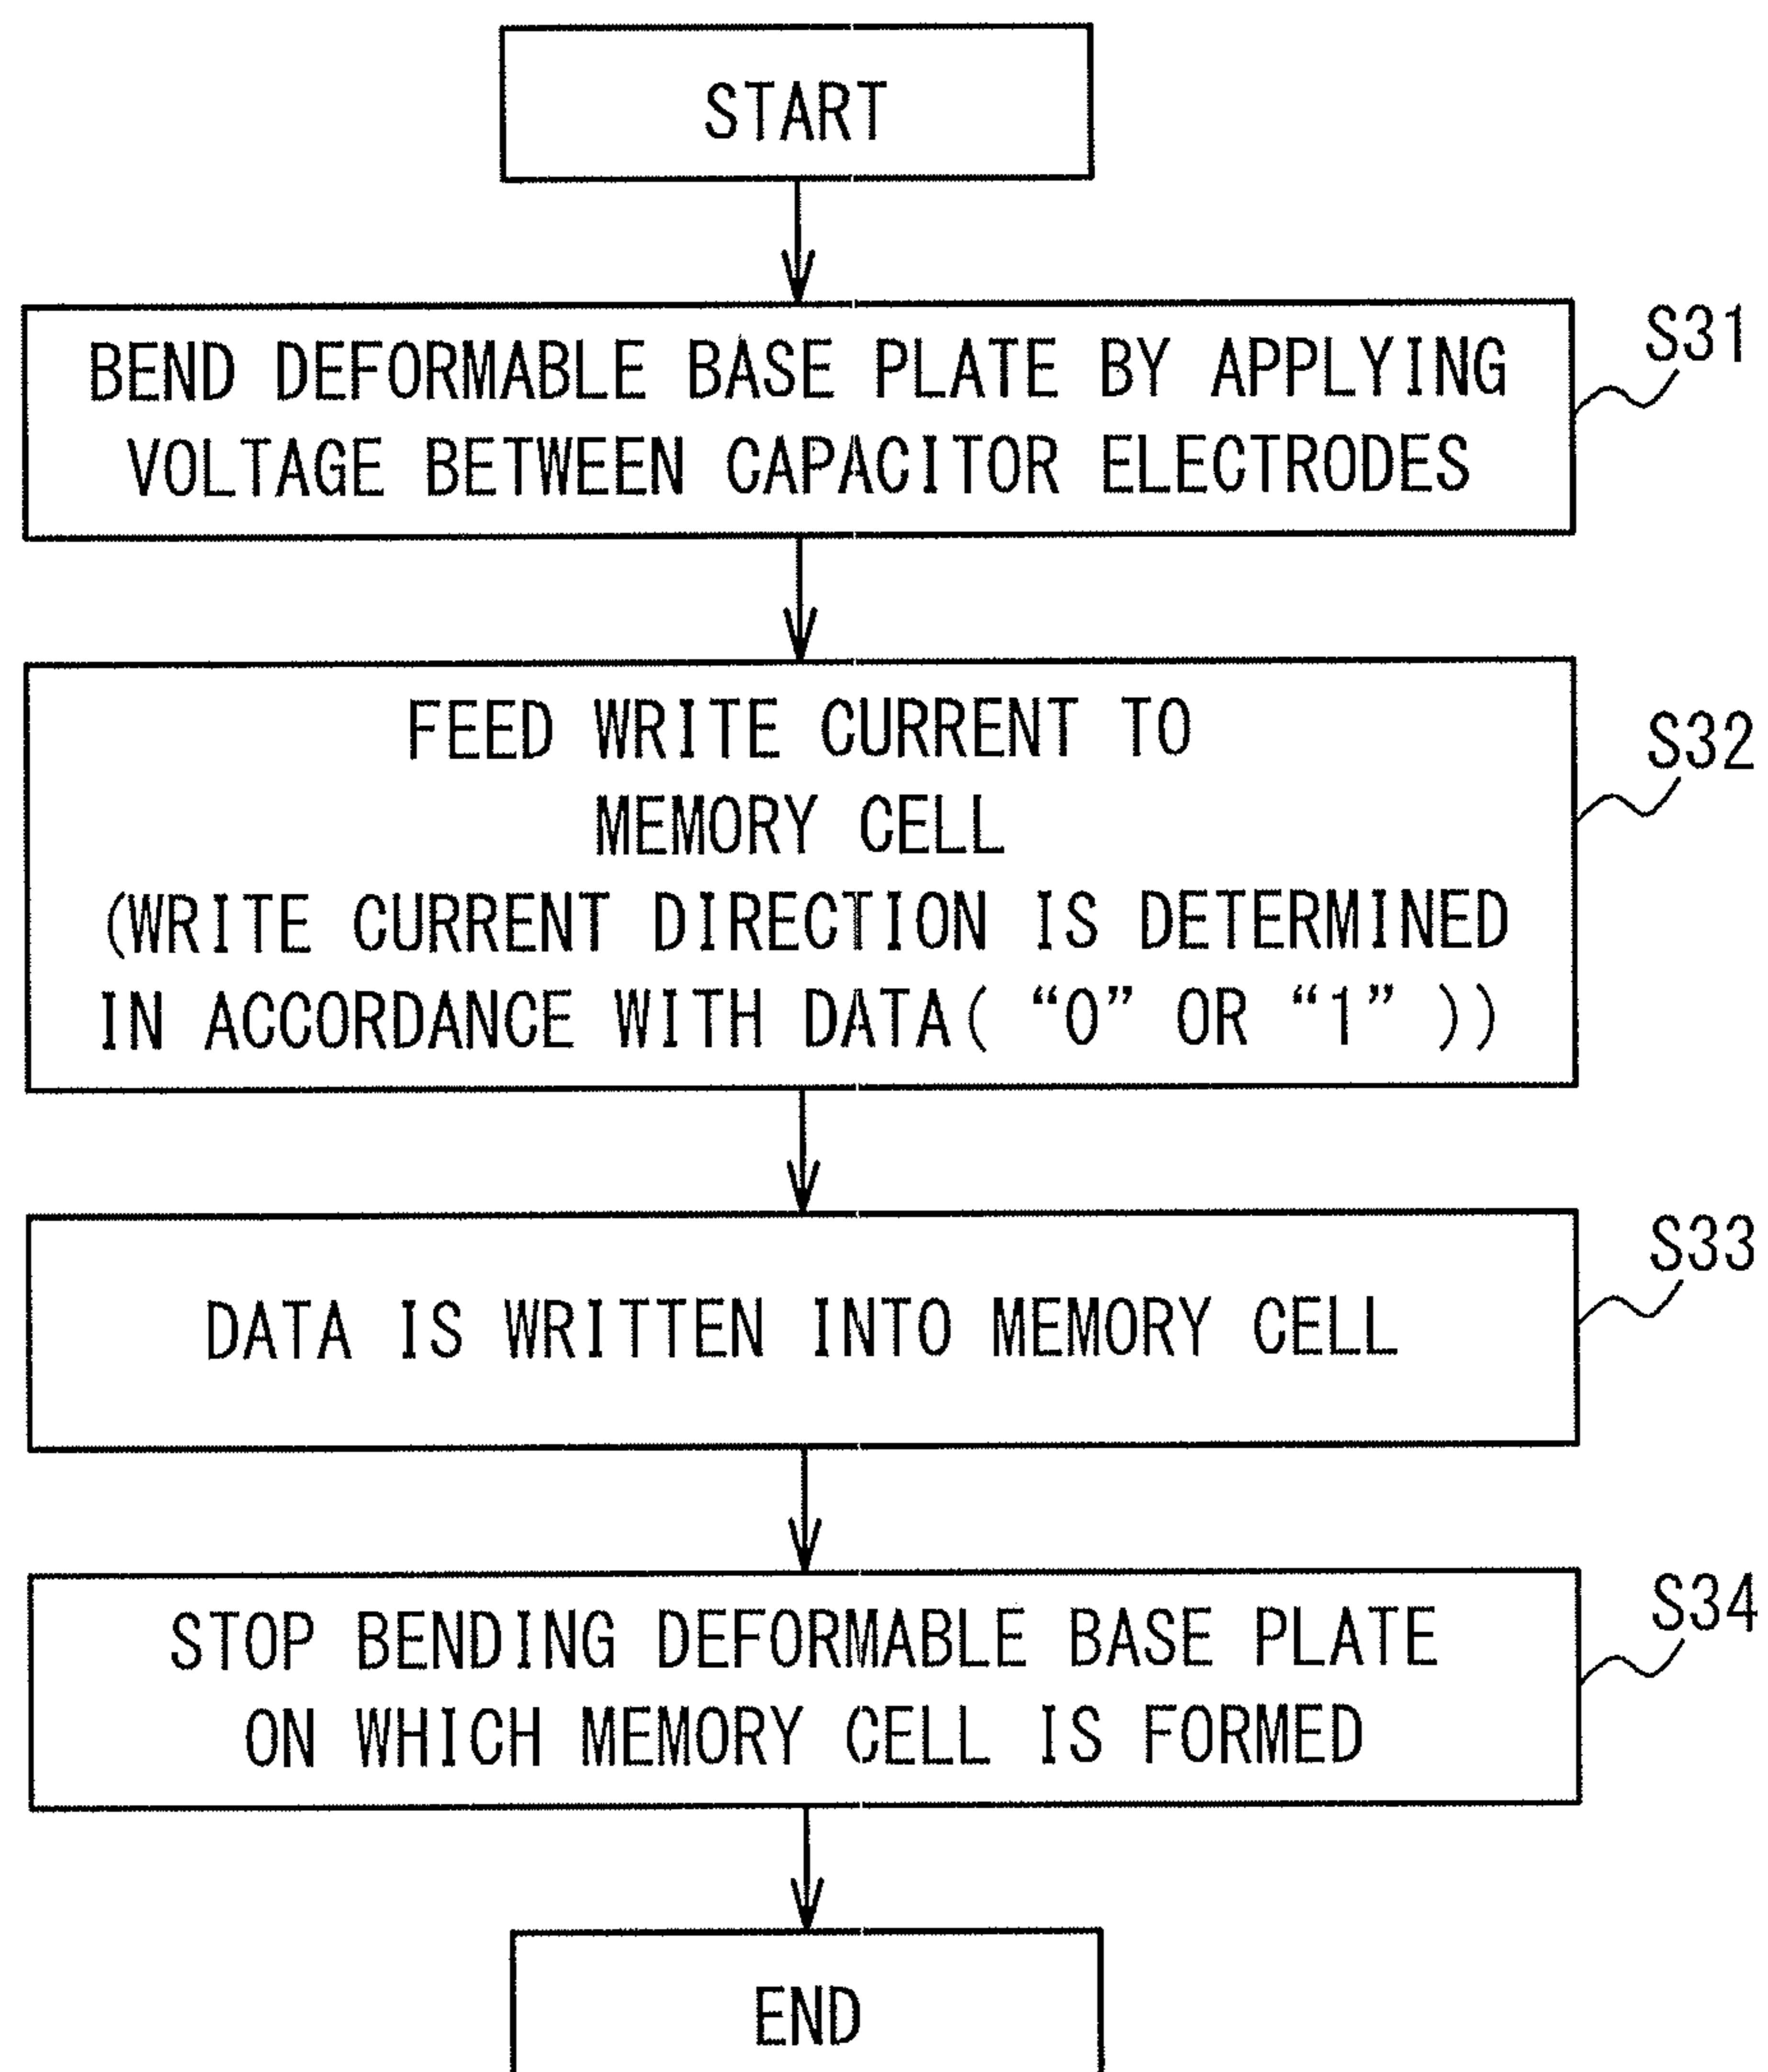 START
BEND DEFORMABLE BASE PLATE BY APPLYING
VOLTAGE BETWEEN CAPACITOR ELECTRODES
S31
FEED WRITE CURRENT TO
MEMORY CELL
(WRITE CURRENT DIRECTION IS DETERMINED
IN ACCORDANCE WITH DATA( “0” OR “1” ))
S32
DATA IS WRITTEN INTO MEMORY CELL
S33
STOP BENDING DEFORMABLE BASE PLATE
ON WHICH MEMORY CELL IS FORMED
S34
END